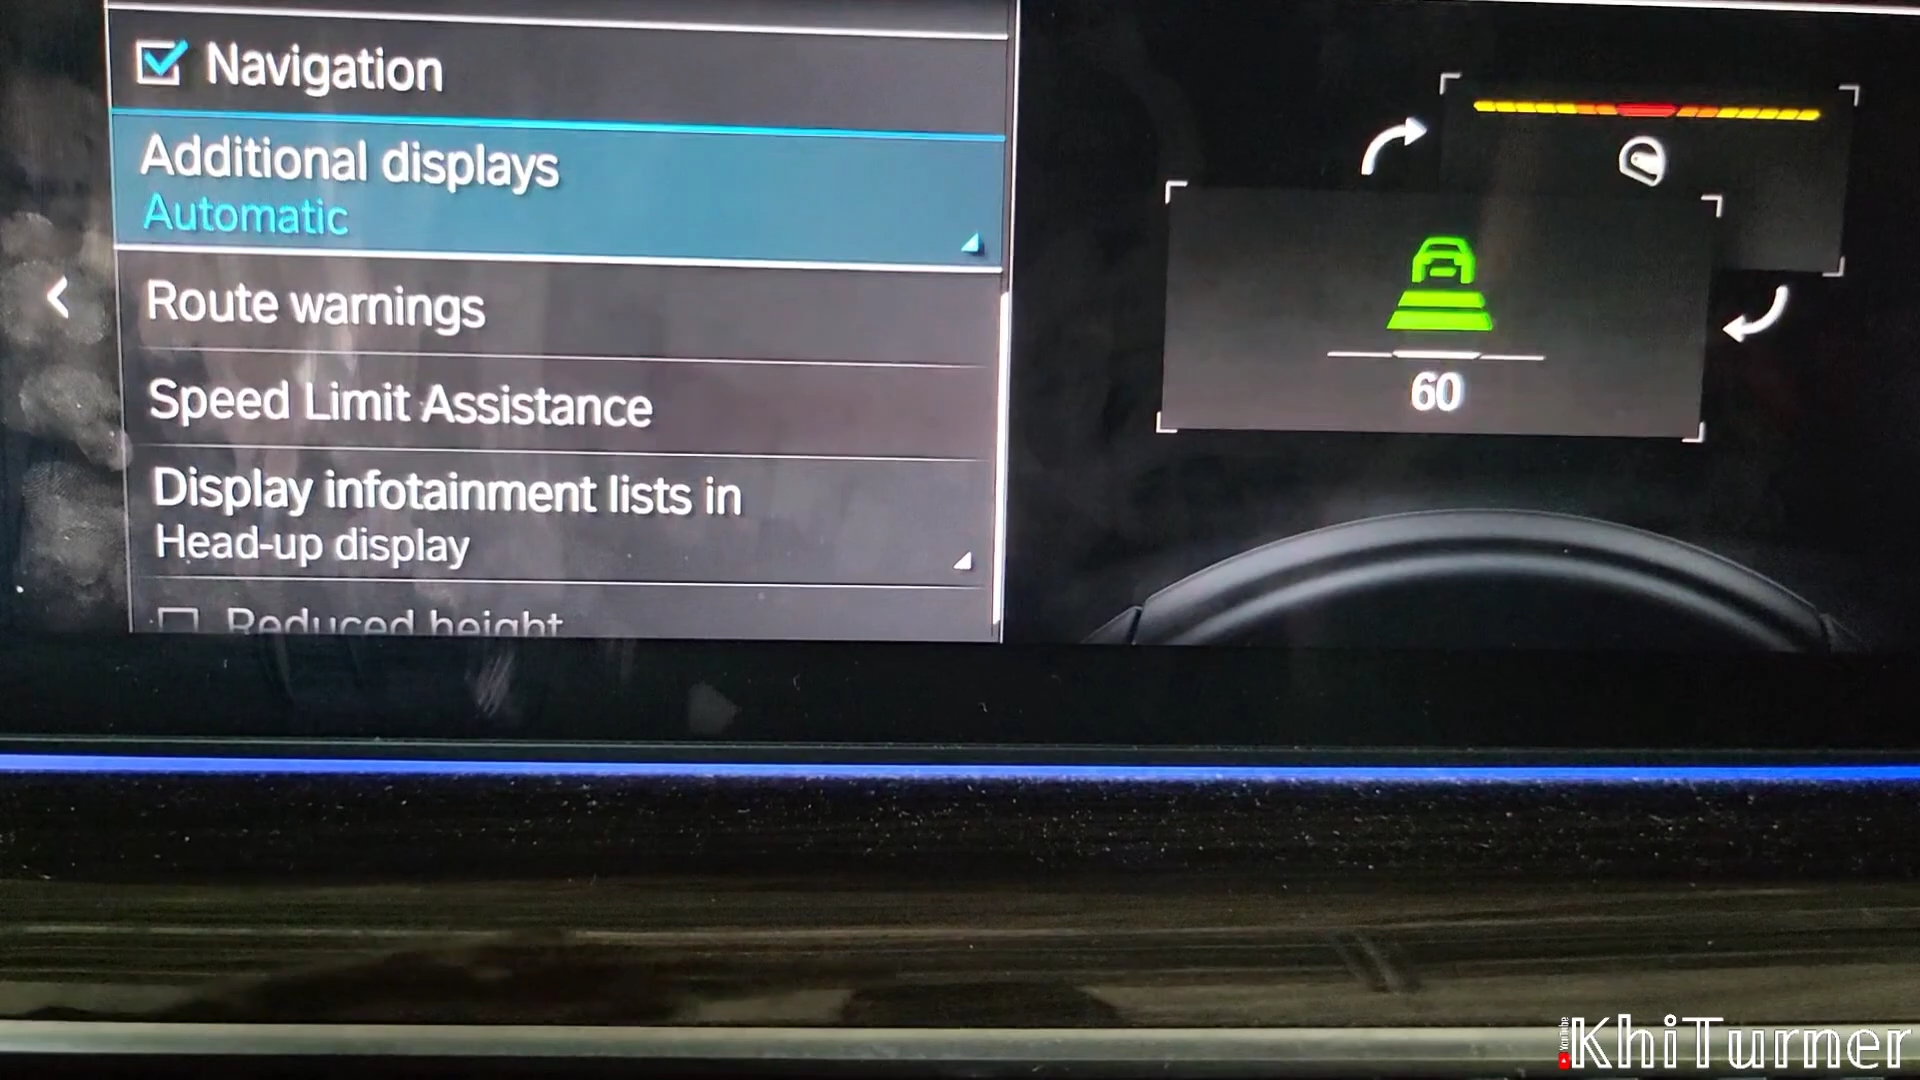 Navigation
Additional displays
Automatic
Route warnings
Speed Limit Assistance
Display infotainment lists in
Head-up display
Reduced height
60
YouTube
KhiTurner